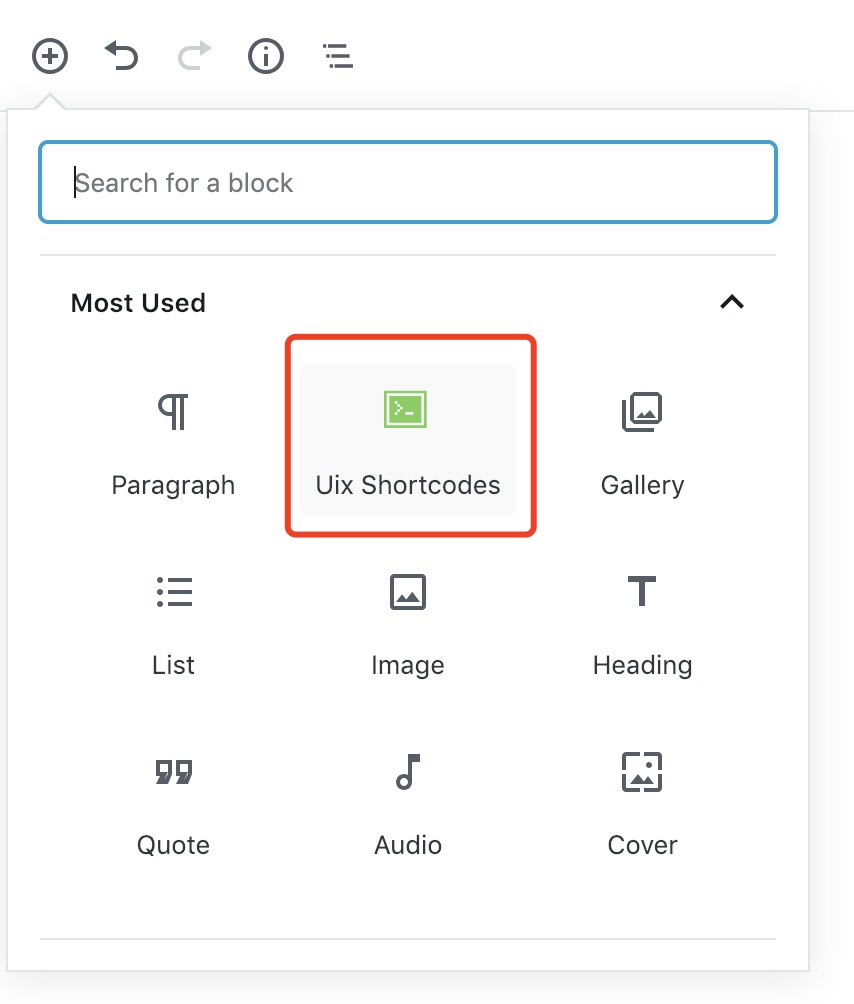 Search for a block
Most Used
Paragraph
Uix Shortcodes
Gallery
List
Image
Heading
Quote
Audio
Cover